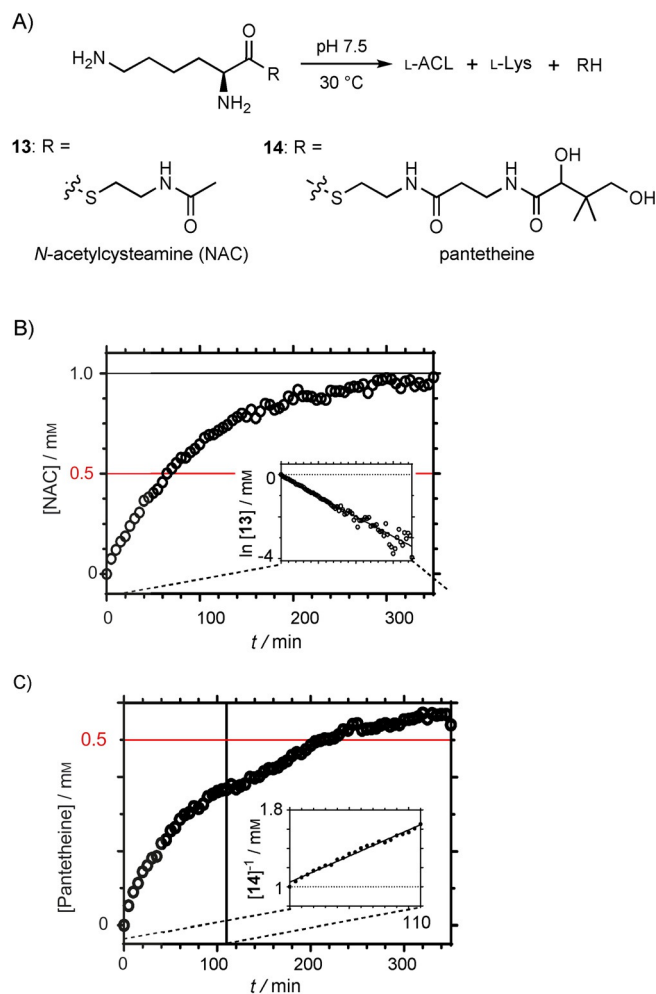 A)
H₂N
O
R
NH₂
pH 7.5
30 °C
L-ACL + L-Lys + RH
13: R =
14: R =
S
H
N
O
N-acetylcysteamine (NAC)
S
H
N
O
H
N
O
OH
OH
pantetheine
B)
[NAC] / mM
1.0
0.5
0
0 100 200 300
t / min
ln [13] / mM
0
-4
C)
[Pantetheine] / mM
0.5
0
0 100 200 300
t / min
[14]⁻¹ / mM
1.8
1
110